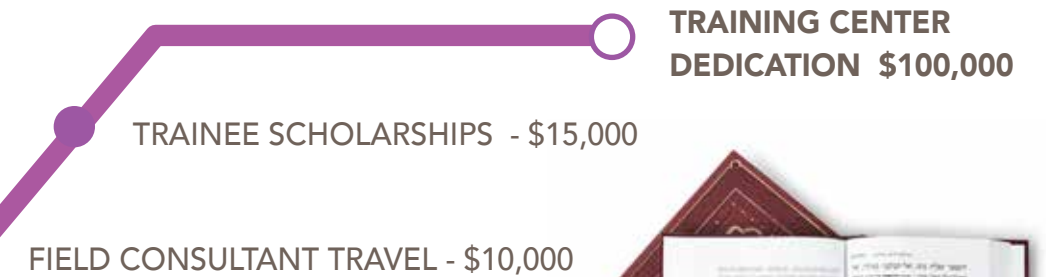 TRAINING CENTER
DEDICATION $100,000
TRAINEE SCHOLARSHIPS - $15,000
FIELD CONSULTANT TRAVEL - $10,000